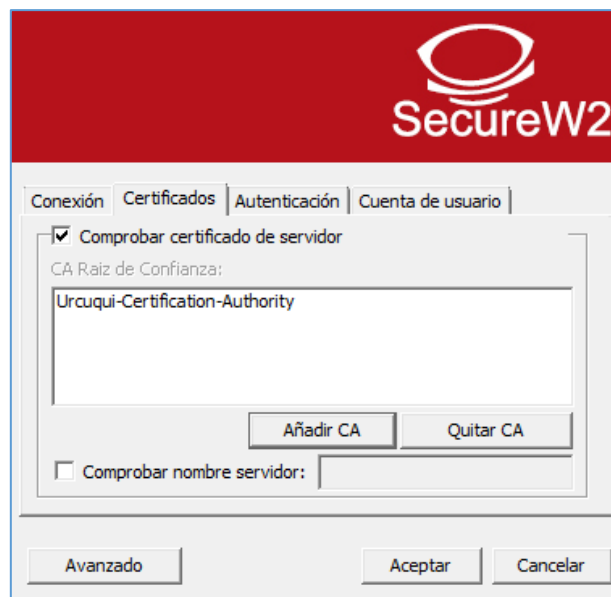 SecureW2
Conexión Certificados Autenticación Cuenta de usuario
Comprobar certificado de servidor
CA Raiz de Confianza:
Urcuqui-Certification-Authority
Añadir CA Quitar CA
Comprobar nombre servidor:
Avanzado Aceptar Cancelar